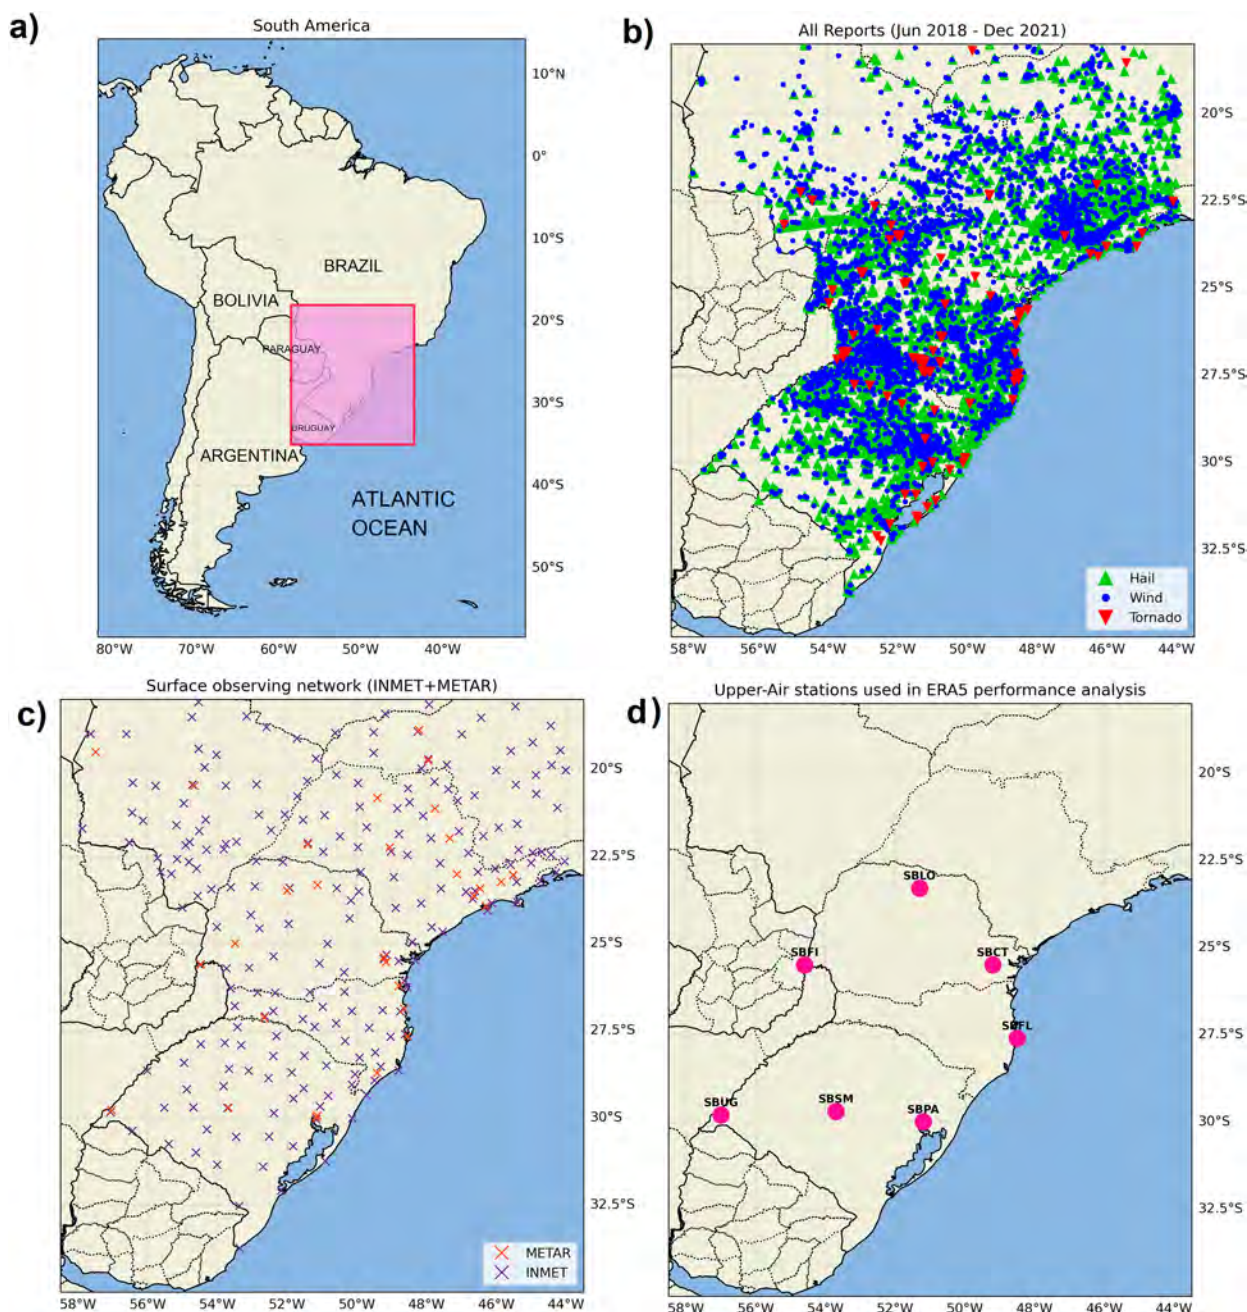 a)
South America
10°N
0°
10°S
20°S
30°S
40°S
50°S
80°W 70°W 60°W 50°W 40°W
BRAZIL
BOLIVIA
PARAGUAY
URUGUAY
ARGENTINA
ATLANTIC
OCEAN
b)
All Reports (Jun 2018 - Dec 2021)
20°S
22.5°S
25°S
27.5°S
30°S
32.5°S
Hail
Wind
Tornado
58°W 56°W 54°W 52°W 50°W 48°W 46°W 44°W
c)
Surface observing network (INMET+METAR)
20°S
22.5°S
25°S
27.5°S
30°S
32.5°S
METAR
INMET
58°W 56°W 54°W 52°W 50°W 48°W 46°W 44°W
d)
Upper-Air stations used in ERA5 performance analysis
20°S
22.5°S
25°S
27.5°S
30°S
32.5°S
SBLO
SBFI
SBCT
SBFL
SBUG
SBSM
SBPA
58°W 56°W 54°W 52°W 50°W 48°W 46°W 44°W